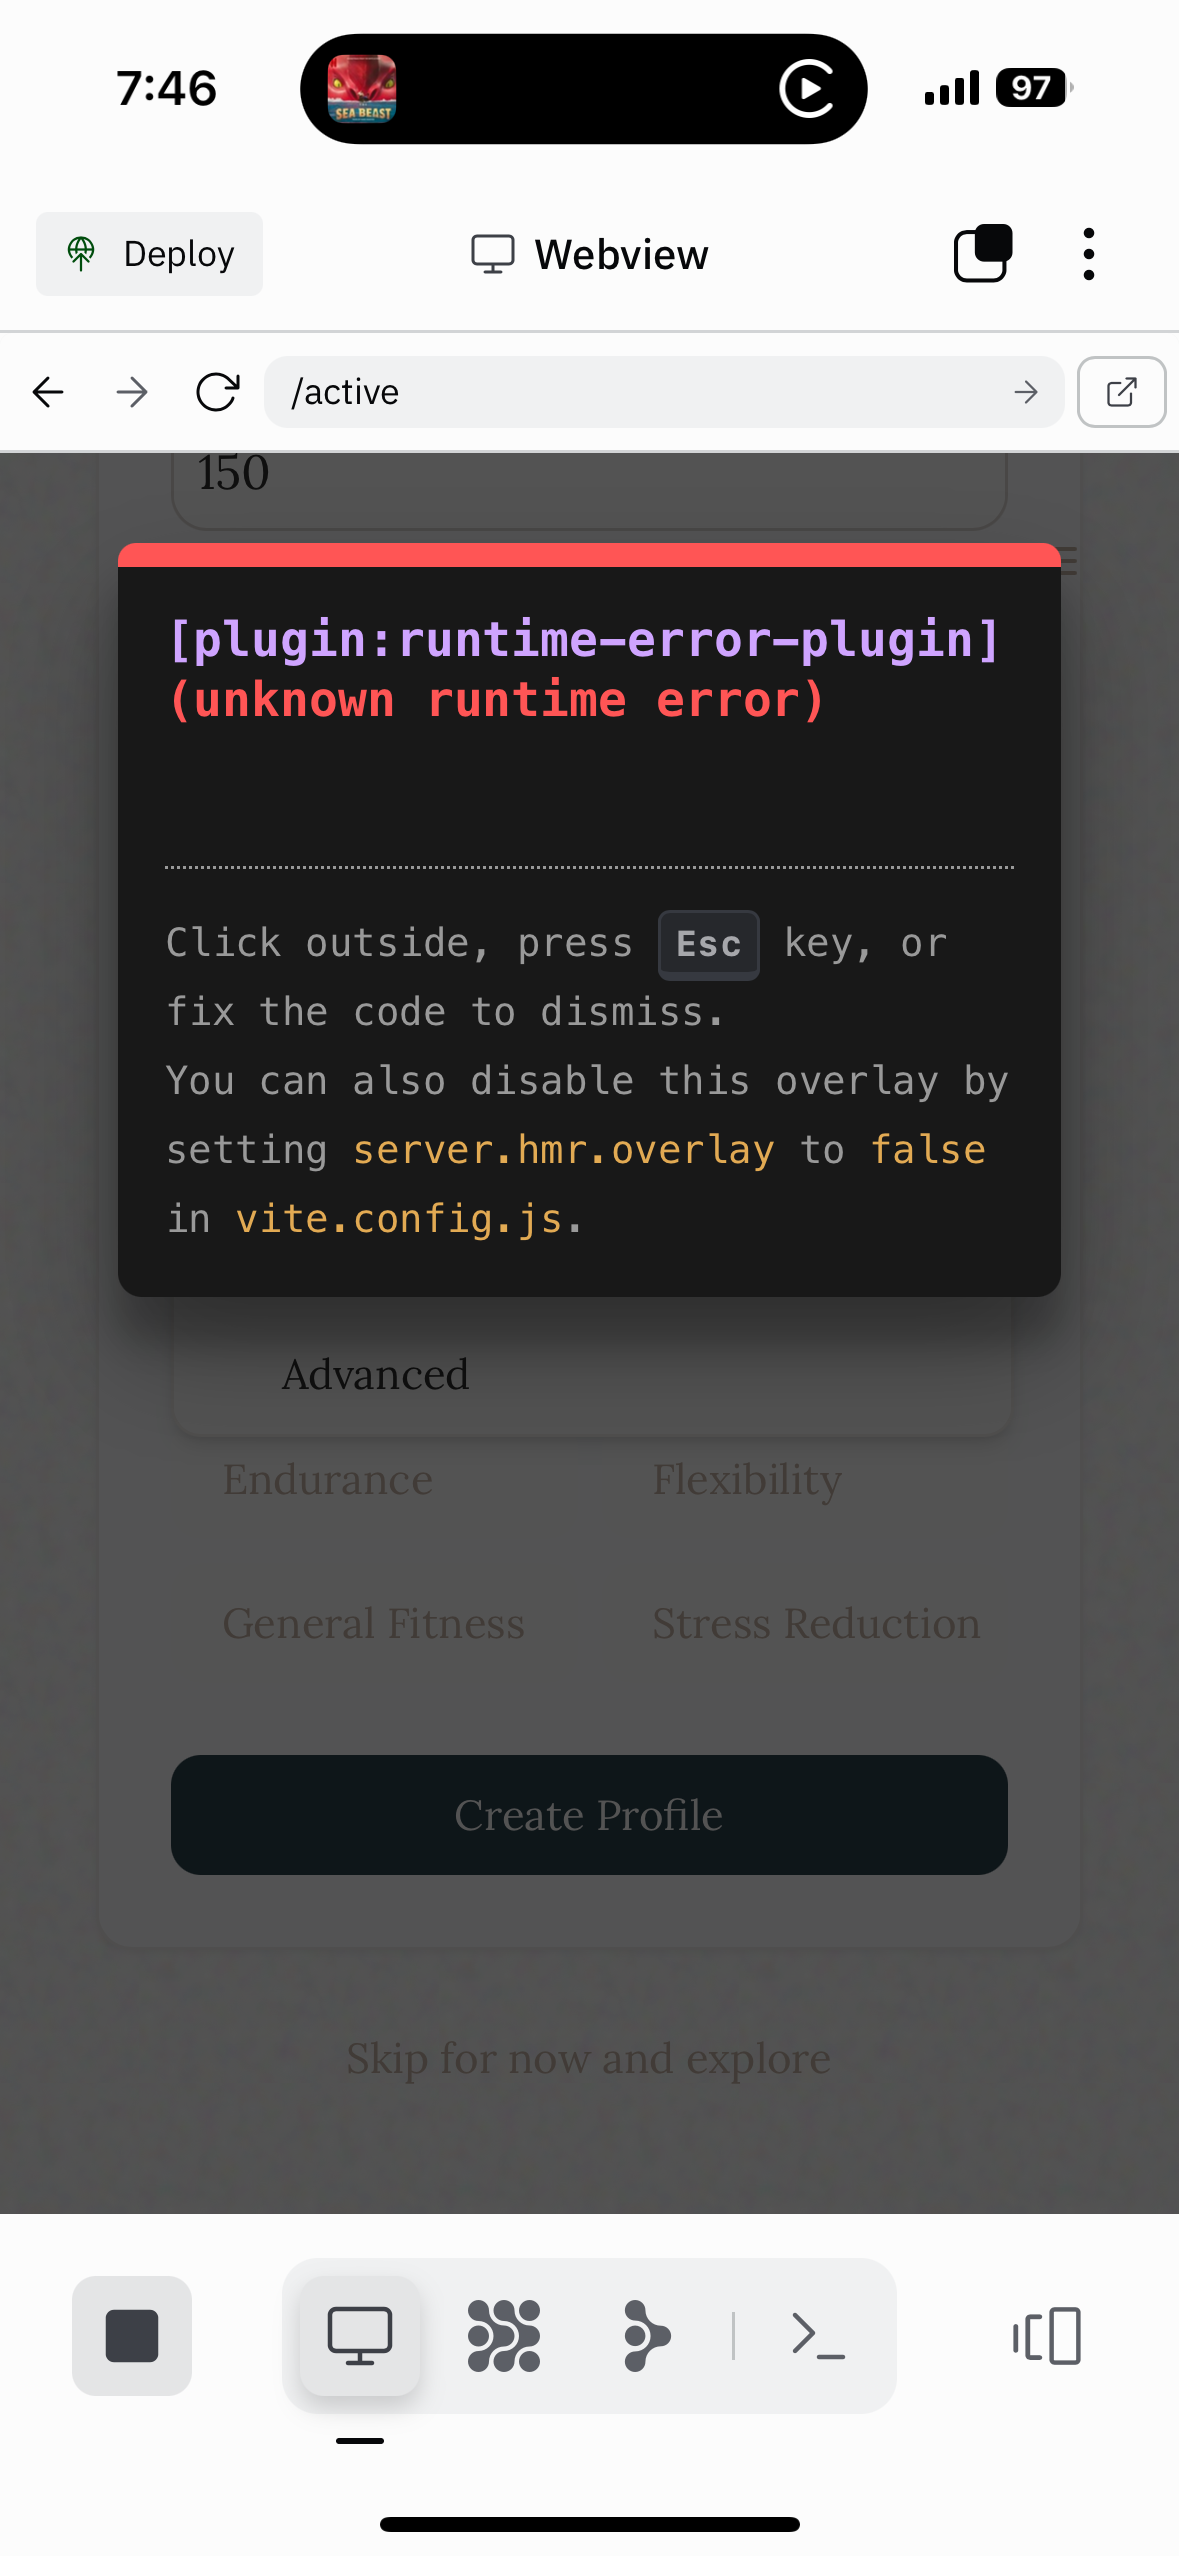 7:46
SEA BEAST
97
Deploy
Webview
/active
150
[plugin:runtime-error-plugin]
(unknown runtime error)
Click outside, press Esc key, or
fix the code to dismiss.
You can also disable this overlay by
setting server.hmr.overlay to false
in vite.config.js.
Advanced
Endurance
Flexibility
General Fitness
Stress Reduction
Create Profile
Skip for now and explore